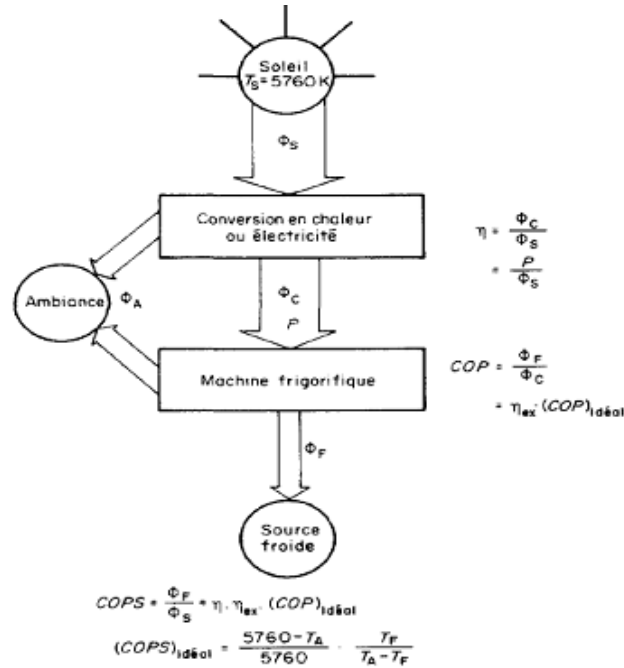 Soleil
T_S = 5760 K
Φ_S
Conversion en chaleur
ou électricité
η = Φ_C / Φ_S
= P / Φ_S
Ambiance
Φ_A
Φ_C
P
Machine frigorifique
COP = Φ_F / Φ_C
= η_ex · (COP)_idéal
Φ_F
Source
froide
COPS = Φ_F / Φ_S = η · η_ex · (COP)_idéal
(COPS)_idéal = (5760 - T_A) / 5760 · T_F / (T_A - T_F)